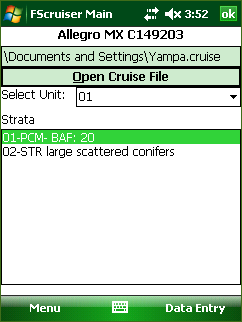 FScruiser Main
3:52
ok
Allegro MX C149203
\Documents and Settings\Yampa.cruise
Open Cruise File
Select Unit:
01
Strata
01-PCM- BAF: 20
02-STR large scattered conifers
Menu
Data Entry